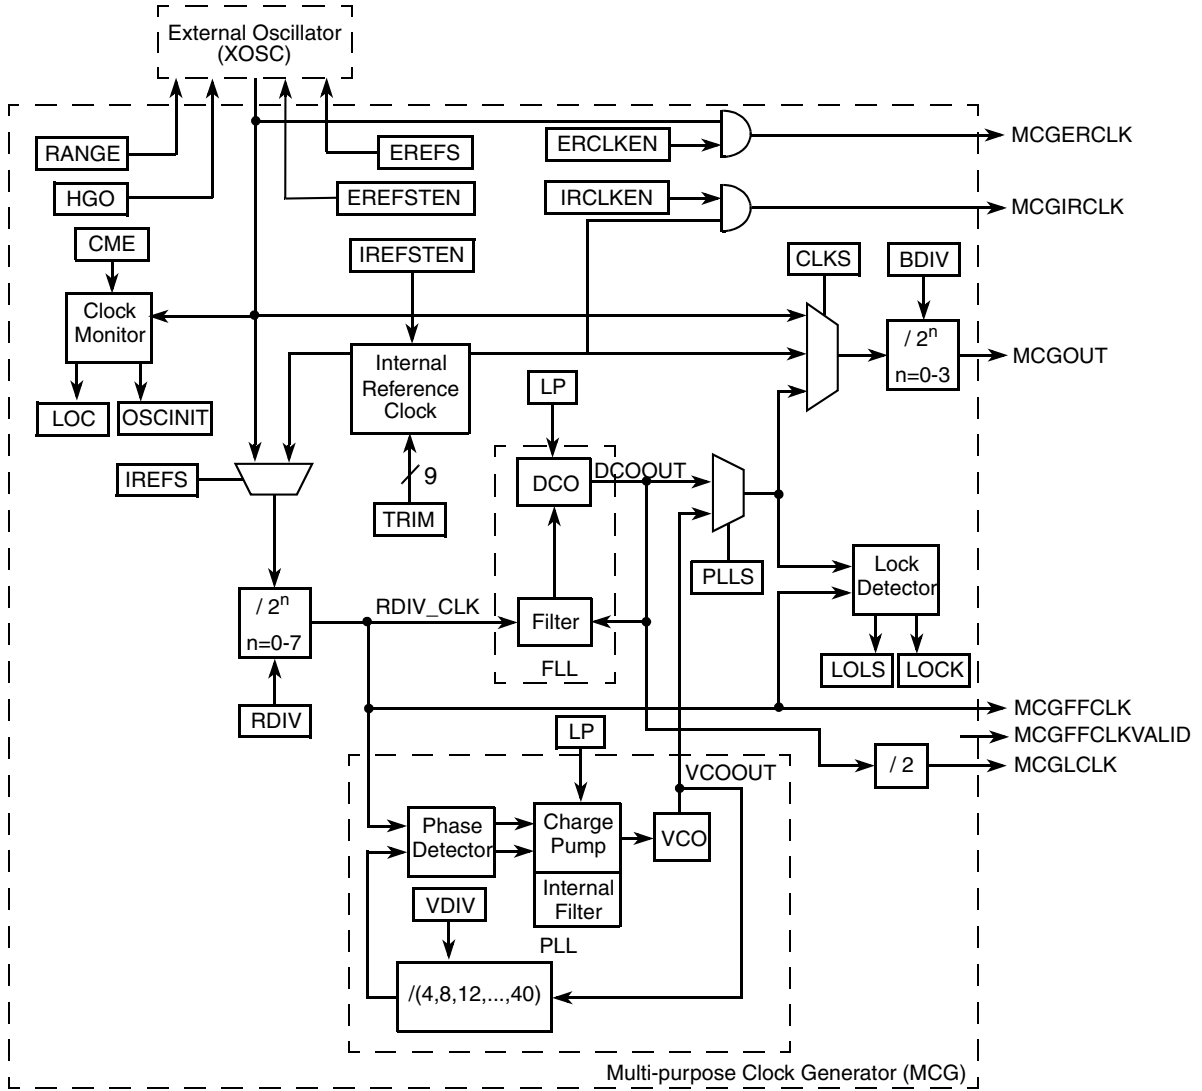 External Oscillator
(XOSC)
RANGE
EREFS
ERCLKEN
MCGERCLK
HGO
EREFSTEN
IRCLKEN
MCGIRCLK
CME
IREFSTEN
CLKS
BDIV
Clock
Monitor
Internal
Reference
Clock
/ 2n
n=0-3
MCGOUT
LP
LOC
OSCINIT
IREFS
9
TRIM
DCO
DCOOUT
PLLS
Lock
Detector
/ 2n
n=0-7
RDIV_CLK
Filter
FLL
LOLS
LOCK
RDIV
MCGFFCLK
MCGFFCLKVALID
MCGLCLK
LP
/ 2
VCOOUT
Phase
Detector
Charge
Pump
VCO
Internal
Filter
VDIV
PLL
/(4,8,12,...,40)
Multi-purpose Clock Generator (MCG)